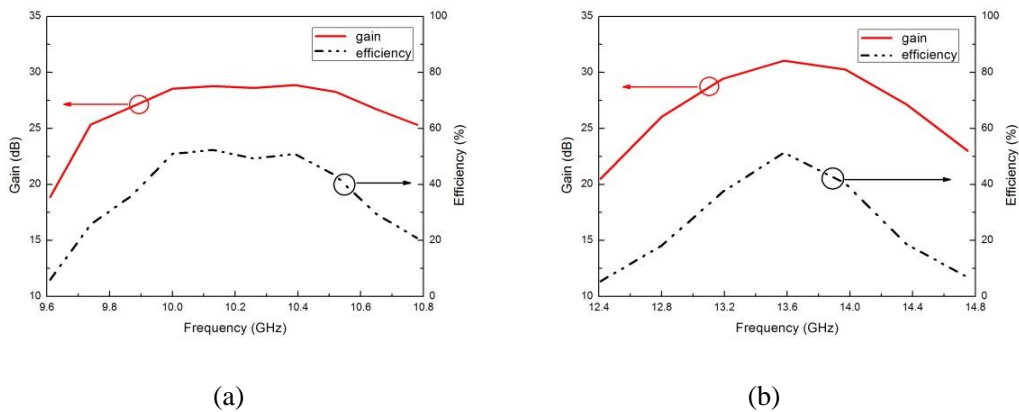 35
30
25
20
15
10
Gain (dB)
100
80
60
40
20
0
Efficiency (%)
gain
efficiency
9.6 9.8 10.0 10.2 10.4 10.6 10.8
Frequency (GHz)
(a)
35
30
25
20
15
10
Gain (dB)
100
80
60
40
20
0
Efficiency (%)
gain
efficiency
12.4 12.8 13.2 13.6 14.0 14.4 14.8
Frequency (GHz)
(b)